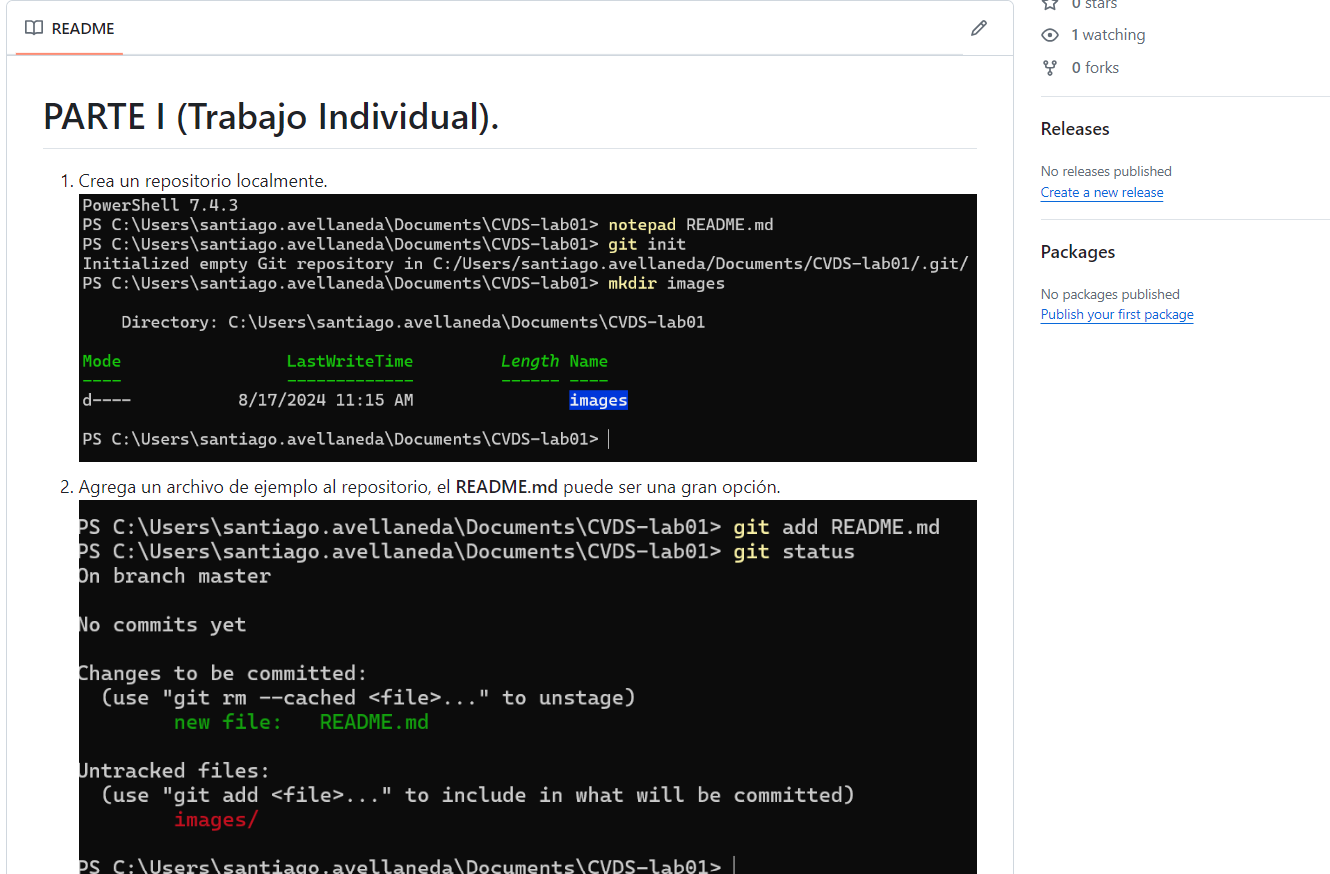 README
PARTE I (Trabajo Individual).
1. Crea un repositorio localmente.
PowerShell 7.4.3
PS C:\Users\santiago.avellaneda\Documents\CVDS-lab01> notepad README.md
PS C:\Users\santiago.avellaneda\Documents\CVDS-lab01> git init
Initialized empty Git repository in C:/Users/santiago.avellaneda/Documents/CVDS-lab01/.git/
PS C:\Users\santiago.avellaneda\Documents\CVDS-lab01> mkdir images
Directory: C:\Users\santiago.avellaneda\Documents\CVDS-lab01
Mode LastWriteTime Length Name
---- ------------- ------ ----
d---- 8/17/2024 11:15 AM images
PS C:\Users\santiago.avellaneda\Documents\CVDS-lab01>
2. Agrega un archivo de ejemplo al repositorio, el README.md puede ser una gran opción.
PS C:\Users\santiago.avellaneda\Documents\CVDS-lab01> git add README.md
PS C:\Users\santiago.avellaneda\Documents\CVDS-lab01> git status
On branch master
No commits yet
Changes to be committed:
(use "git rm --cached <file>..." to unstage)
new file: README.md
Untracked files:
(use "git add <file>..." to include in what will be committed)
images/
PS C:\Users\santiago.avellaneda\Documents\CVDS-lab01>
0 stars
1 watching
0 forks
Releases
No releases published
Create a new release
Packages
No packages published
Publish your first package